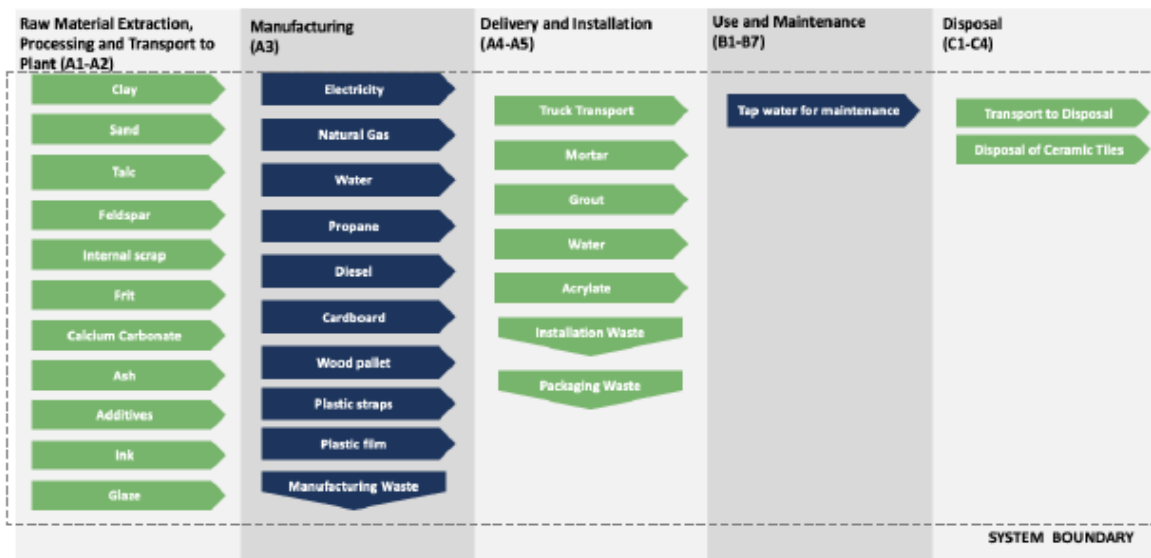 Raw Material Extraction,
Processing and Transport to
Plant (A1-A2)
Clay
Sand
Talc
Feldspar
Internal scrap
Frit
Calcium Carbonate
Ash
Additives
Ink
Glaze
Manufacturing
(A3)
Electricity
Natural Gas
Water
Propane
Diesel
Cardboard
Wood pallet
Plastic straps
Plastic film
Manufacturing Waste
Delivery and Installation
(A4-A5)
Truck Transport
Mortar
Grout
Water
Acrylate
Installation Waste
Packaging Waste
Use and Maintenance
(B1-B7)
Tap water for maintenance
Disposal
(C1-C4)
Transport to Disposal
Disposal of Ceramic Tiles
SYSTEM BOUNDARY